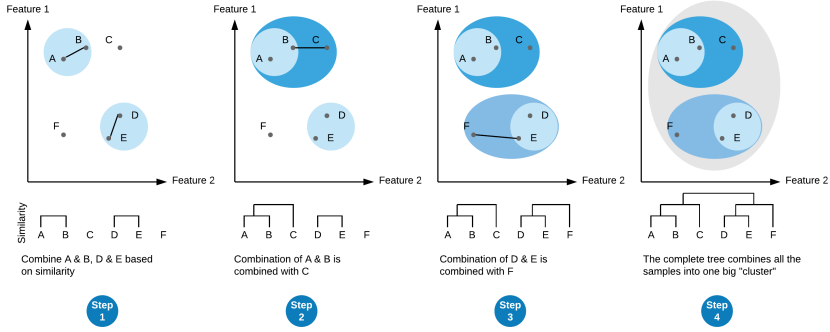 Feature 1
B
C
A
D
F
E
Feature 2
Similarity
A B C D E F
Combine A & B, D & E based
on similarity
Step
1
Feature 1
B
C
A
D
F
E
Feature 2
A B C D E F
Combination of A & B is
combined with C
Step
2
Feature 1
B
C
A
F
D
E
Feature 2
A B C D E F
Combination of D & E is
combined with F
Step
3
Feature 1
B
C
A
D
F
E
Feature 2
A B C D E F
The complete tree combines all the
samples into one big "cluster"
Step
4